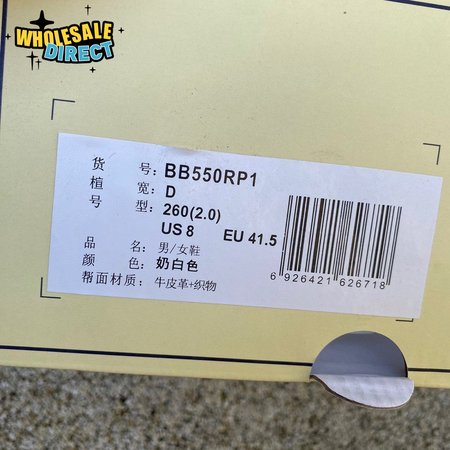 WHOLESALE
DIRECT
货 号: BB550RP1
楦 宽: D
号 型: 260(2.0)
US 8 EU 41.5
品 名: 男/女鞋
颜 色: 奶白色
帮面材质: 牛皮革+织物
6 926421 626718